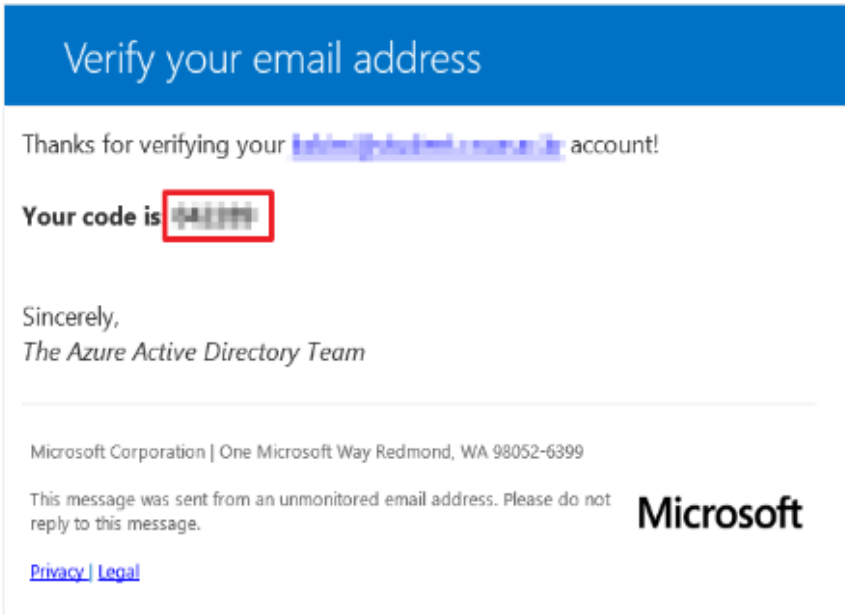 Verify your email address
Thanks for verifying your account!
Your code is
Sincerely,
The Azure Active Directory Team
Microsoft Corporation | One Microsoft Way Redmond, WA 98052-6399
This message was sent from an unmonitored email address. Please do not
reply to this message.
Microsoft
Privacy | Legal